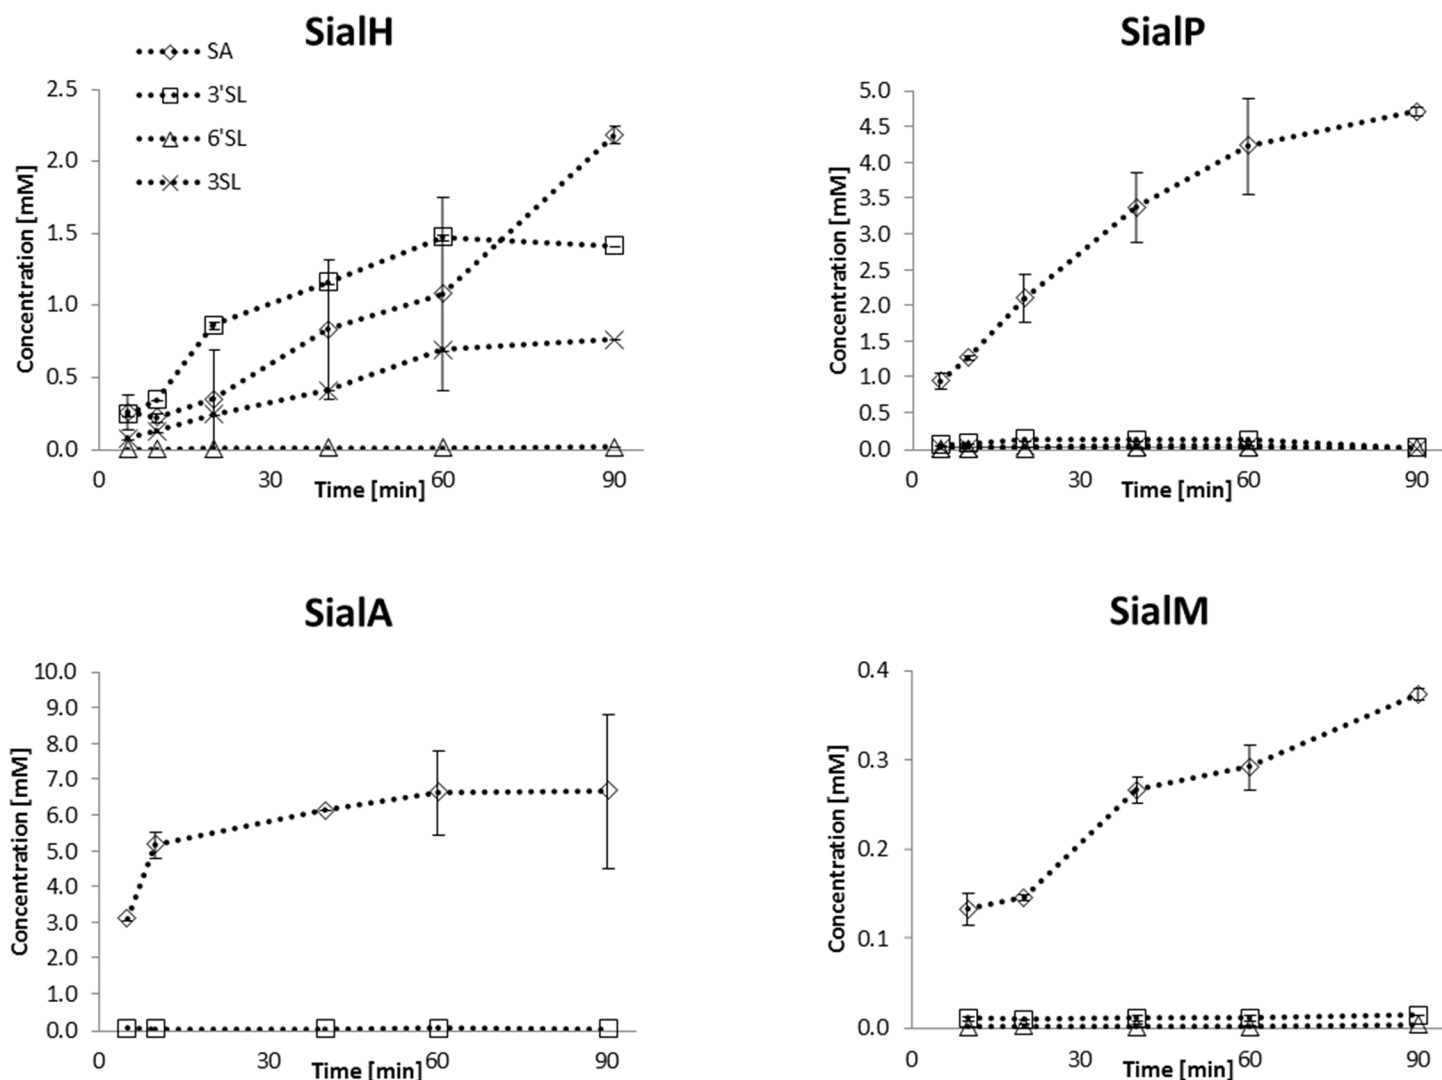 SialH
SA
3'SL
6'SL
3SL
2.5
2.0
1.5
1.0
0.5
0.0
Concentration [mM]
0 30 60 90
Time [min]
SialP
5.0
4.5
4.0
3.5
3.0
2.5
2.0
1.5
1.0
0.5
0.0
Concentration [mM]
0 30 60 90
Time [min]
SialA
10.0
9.0
8.0
7.0
6.0
5.0
4.0
3.0
2.0
1.0
0.0
Concentration [mM]
0 30 60 90
Time [min]
SialM
0.4
0.3
0.2
0.1
0.0
Concentration [mM]
0 30 60 90
Time [min]